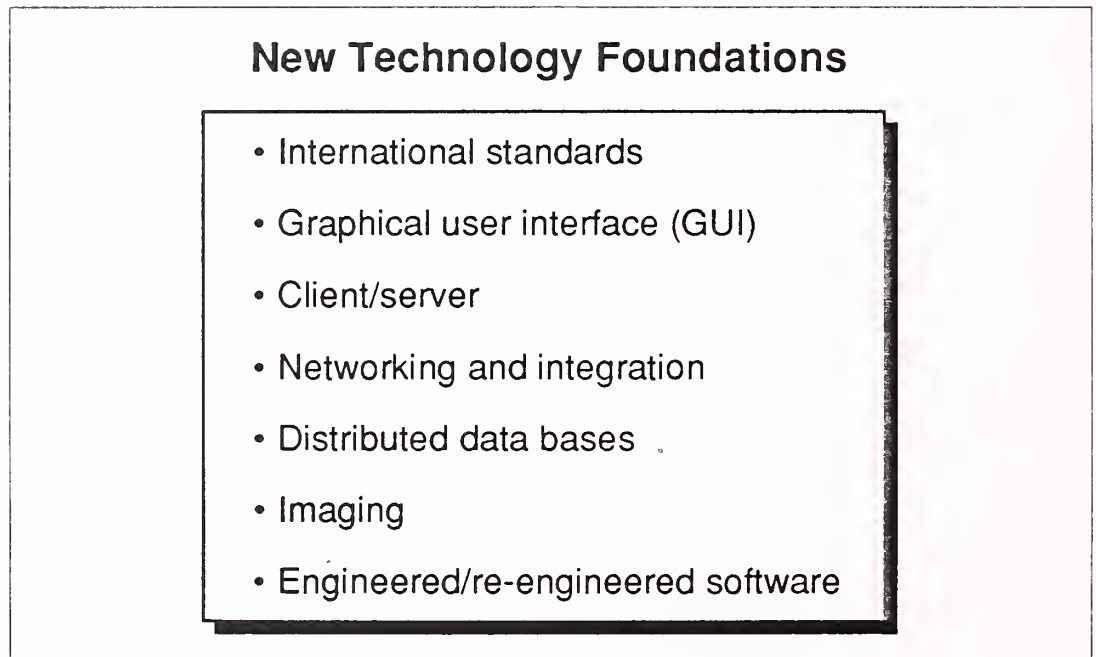 New Technology Foundations
• International standards
• Graphical user interface (GUI)
• Client/server
• Networking and integration
• Distributed data bases
• Imaging
• Engineered/re-engineered software